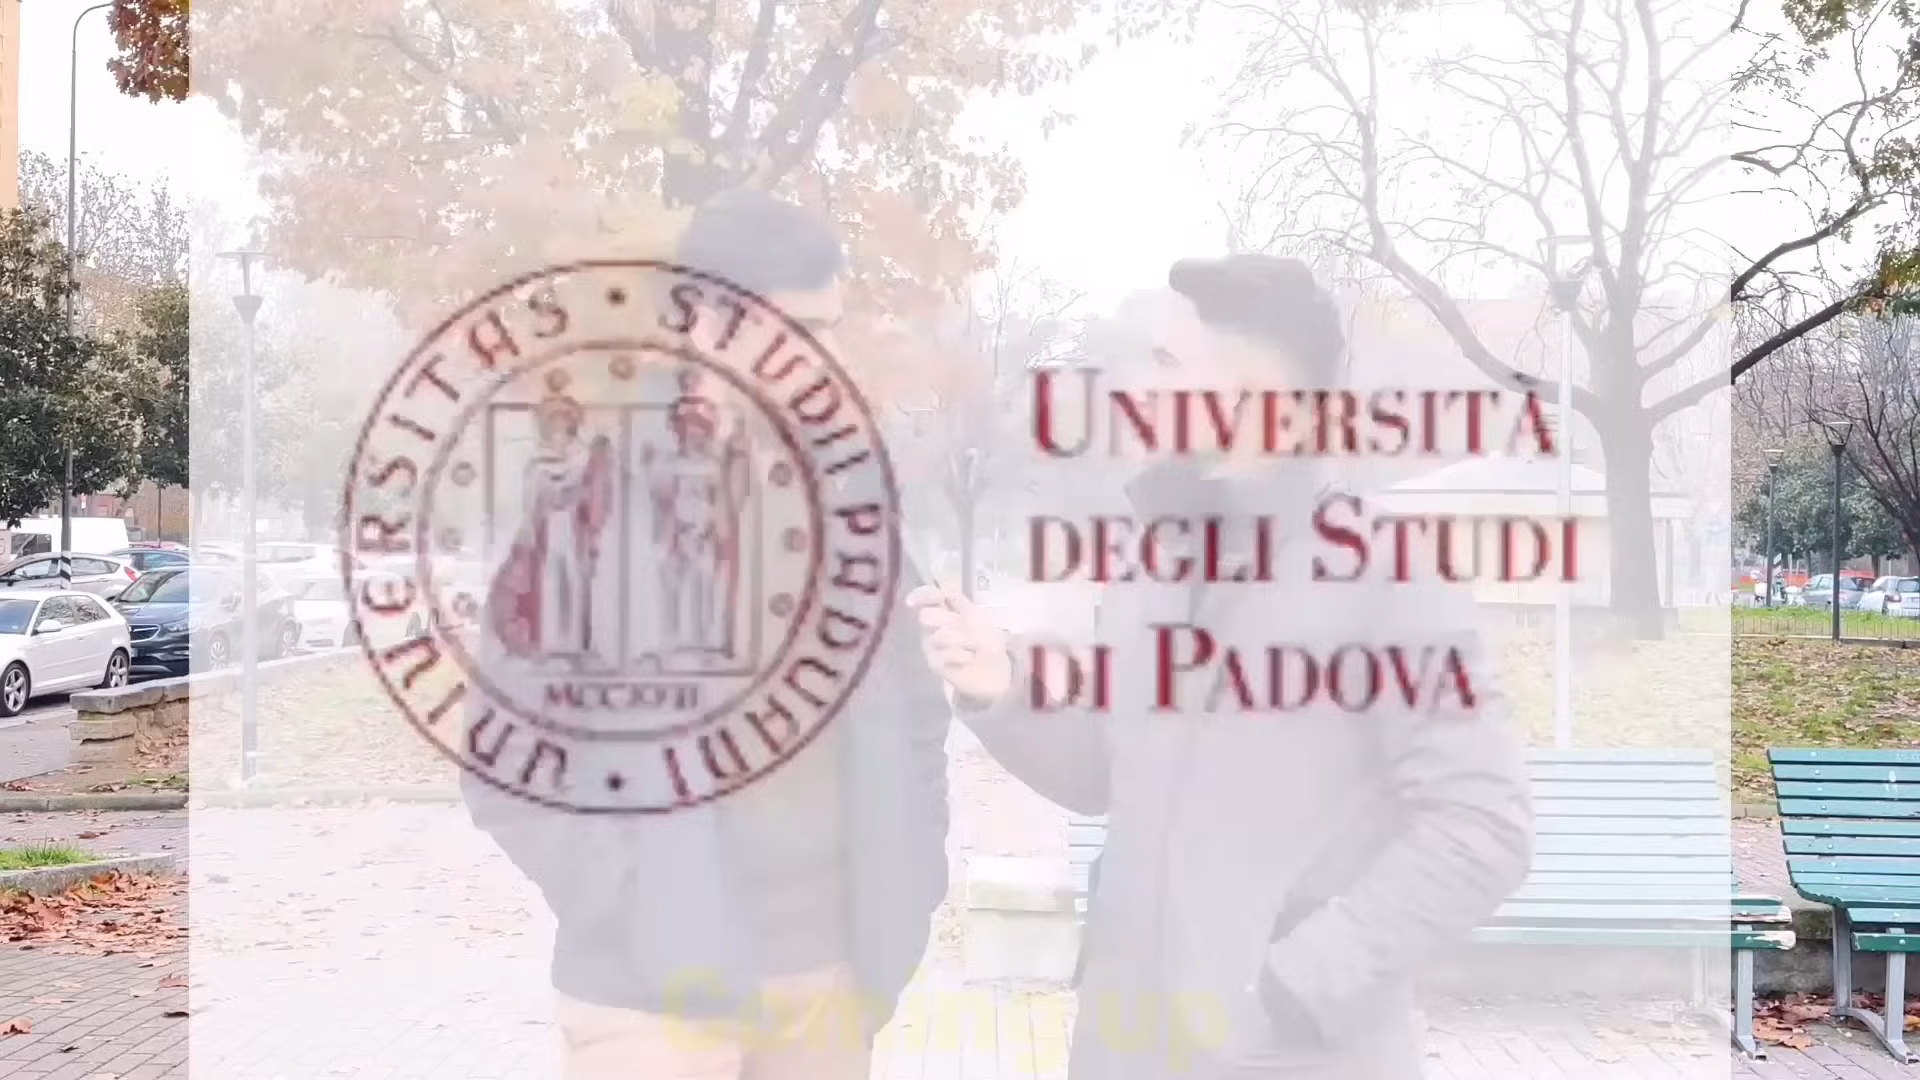 UNIVERSITAS • STUDII PADUANI •
MCCXXII
UNIVERSITÀ
DEGLI STUDI
DI PADOVA
Coming up